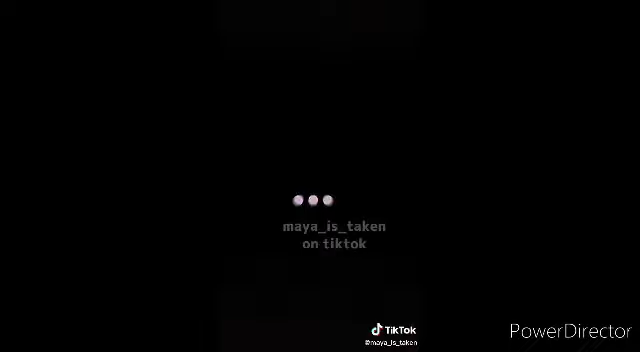 maya_is_taken
on tiktok
TikTok
@maya_is_taken
PowerDirector